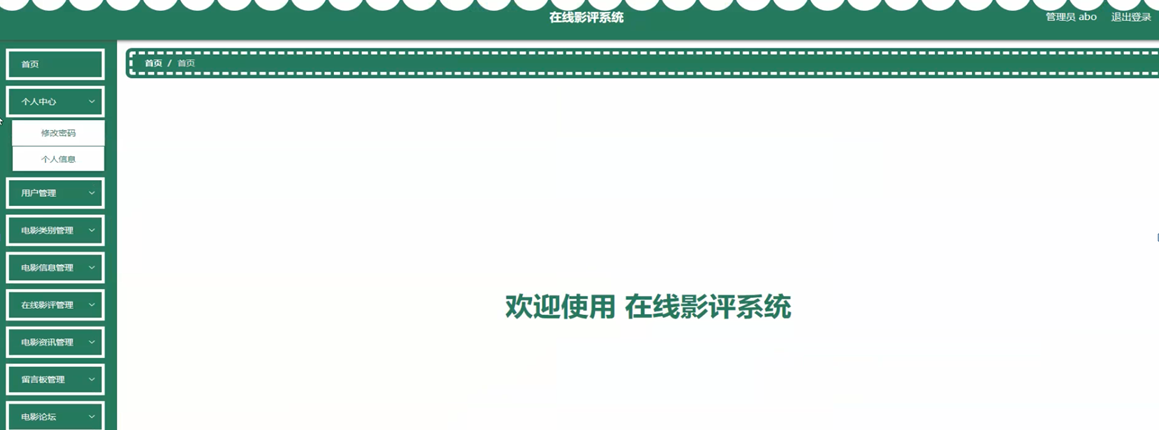 在线影评系统
管理员 abo 退出登录
首页
首页 / 首页
个人中心
修改密码
个人信息
用户管理
电影类别管理
电影信息管理
在线影评管理
电影资讯管理
留言板管理
电影论坛
欢迎使用 在线影评系统